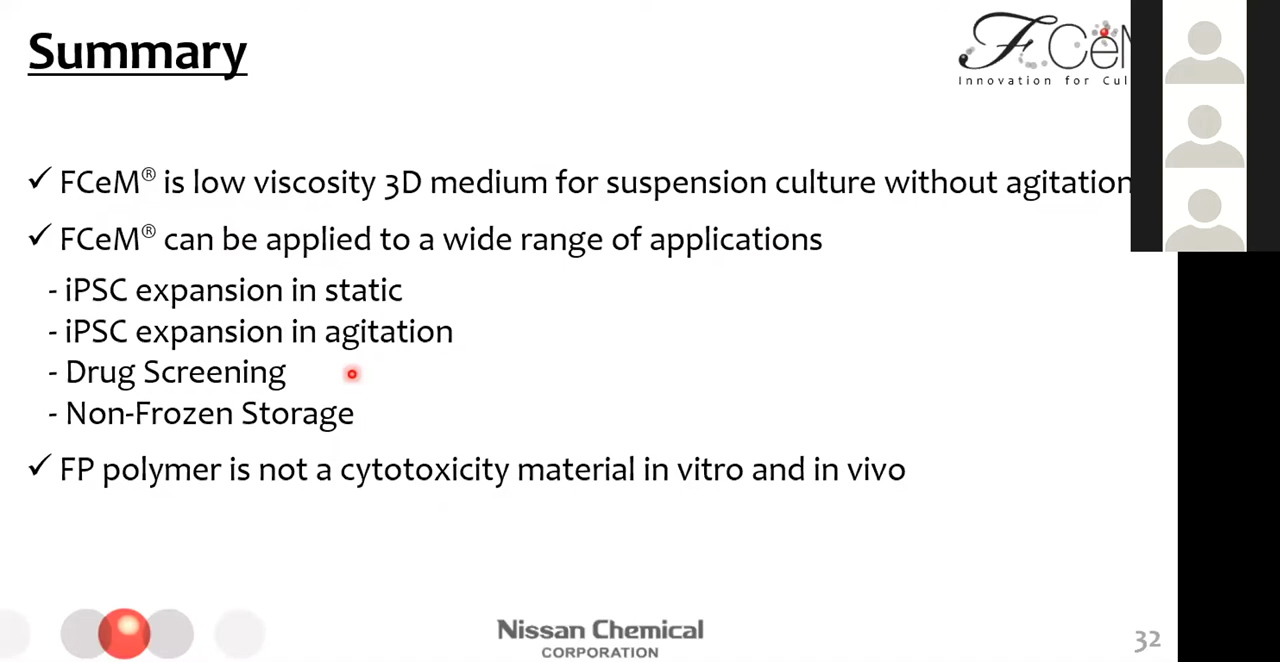 Summary
Innovation for Cul
✓ FCeM® is low viscosity 3D medium for suspension culture without agitation
✓ FCeM® can be applied to a wide range of applications
- iPSC expansion in static
- iPSC expansion in agitation
- Drug Screening
- Non-Frozen Storage
✓ FP polymer is not a cytotoxicity material in vitro and in vivo
Nissan Chemical
CORPORATION
32